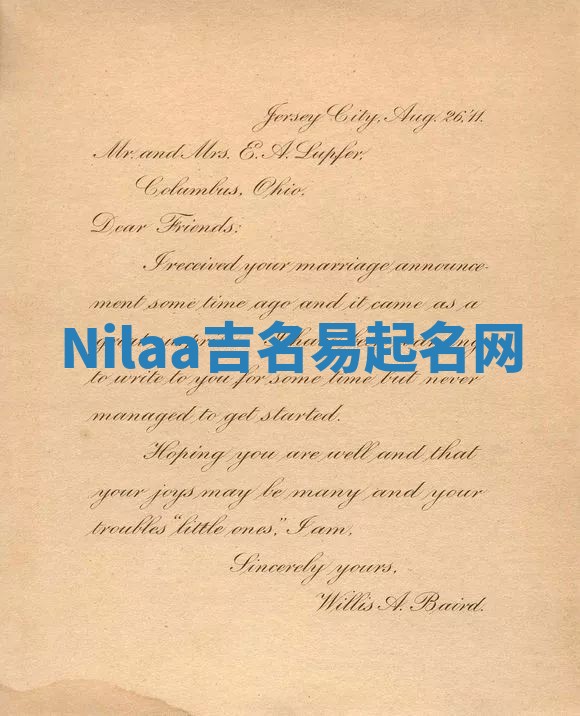 Jersey City, Aug. 26, '11.
Mr. and Mrs. E. A. Lupfer,
Columbus, Ohio.
Dear Friends:
I received your marriage announce-
ment some time ago and it came as a
Nilaa吉名易起名网
to write to you for some time but never
managed to get started.
Hoping you are well and that
your joys may be many and your
troubles "little ones," I am,
Sincerely yours,
Willis A. Baird.